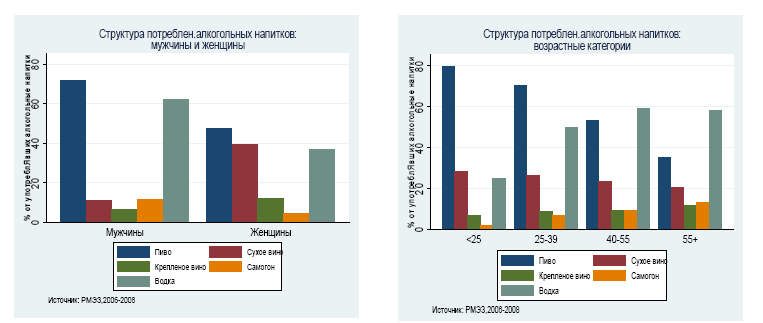 Структура потреблен.алкогольных напитков:
мужчины и женщины
% от употреблЯвших алкогольные напитки
0 20 40 60 80
Мужчины Женщины
Пиво Сухое вино
Крепленое вино Самогон
Водка
Источник: РМЭЗ,2006-2008
Структура потреблен.алкогольных напитков:
возрастные категории
% от употреблЯвших алкогольные напитки
0 20 40 60 80
<25 25-39 40-55 55+
Пиво Сухое вино
Крепленое вино Самогон
Водка
Источник: РМЭЗ,2006-2008